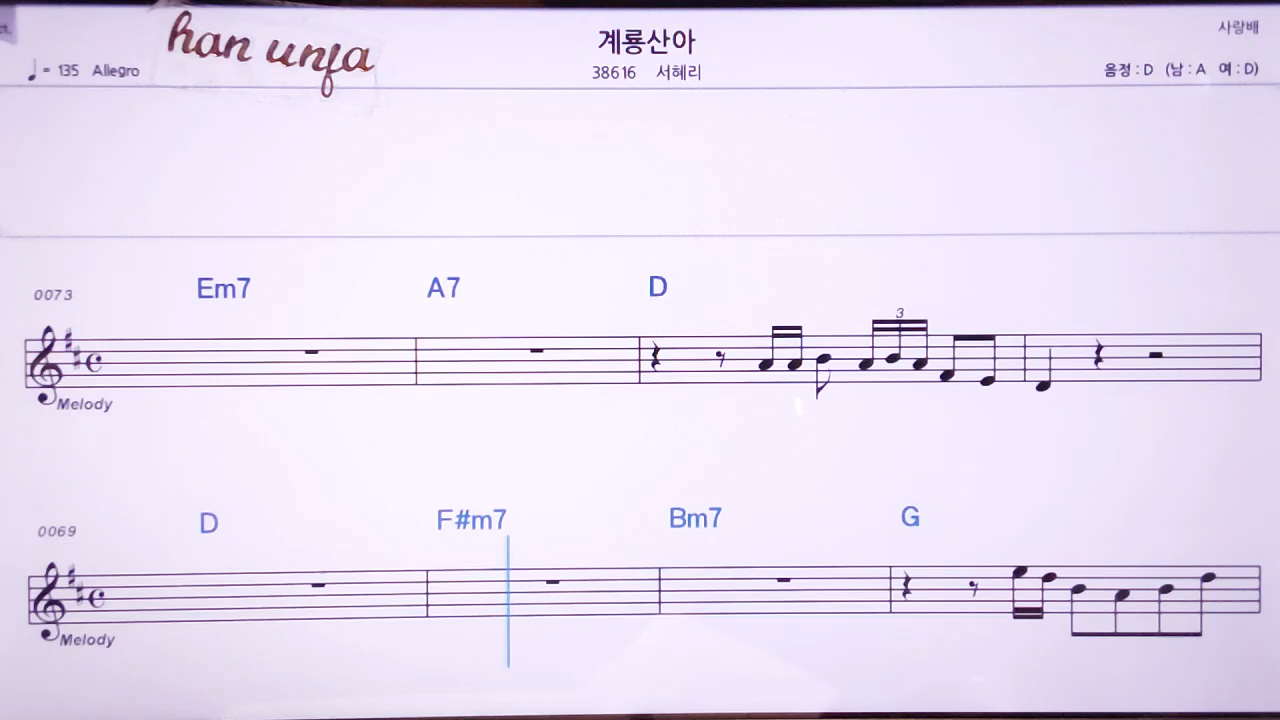 han unfa
계룡산아
사랑배
♩= 135 Allegro
38616 서혜리
음정 : D (남 : A 여 : D)
Em7 A7 D
0073
3
Melody
D F#m7 Bm7 G
0069
Melody